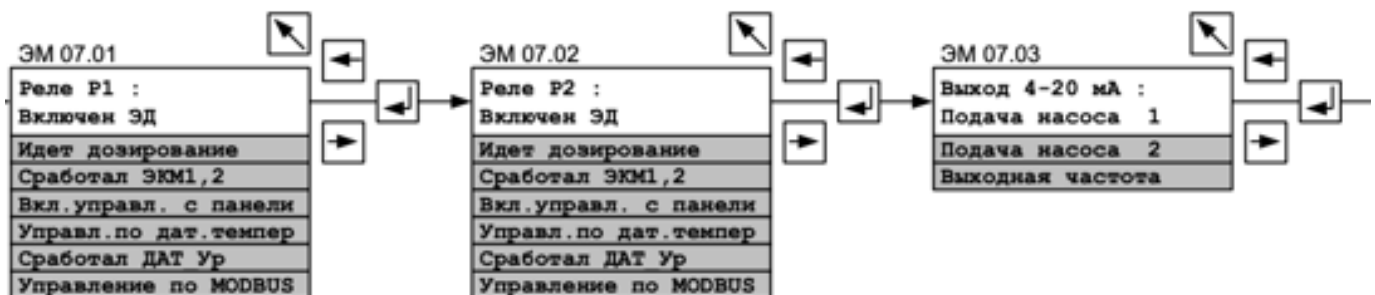 ЭМ 07.01
Реле Р1 :
Включен ЭД
Идет дозирование
Сработал ЭКМ1,2
Вкл.управл. с панели
Управл.по дат.темпер
Сработал ДАТ_Ур
Управление по MODBUS
ЭМ 07.02
Реле Р2 :
Включен ЭД
Идет дозирование
Сработал ЭКМ1,2
Вкл.управл. с панели
Управл.по дат.темпер
Сработал ДАТ Ур
Управление по MODBUS
ЭМ 07.03
Выход 4-20 мА :
Подача насоса 1
Подача насоса 2
Выходная частота